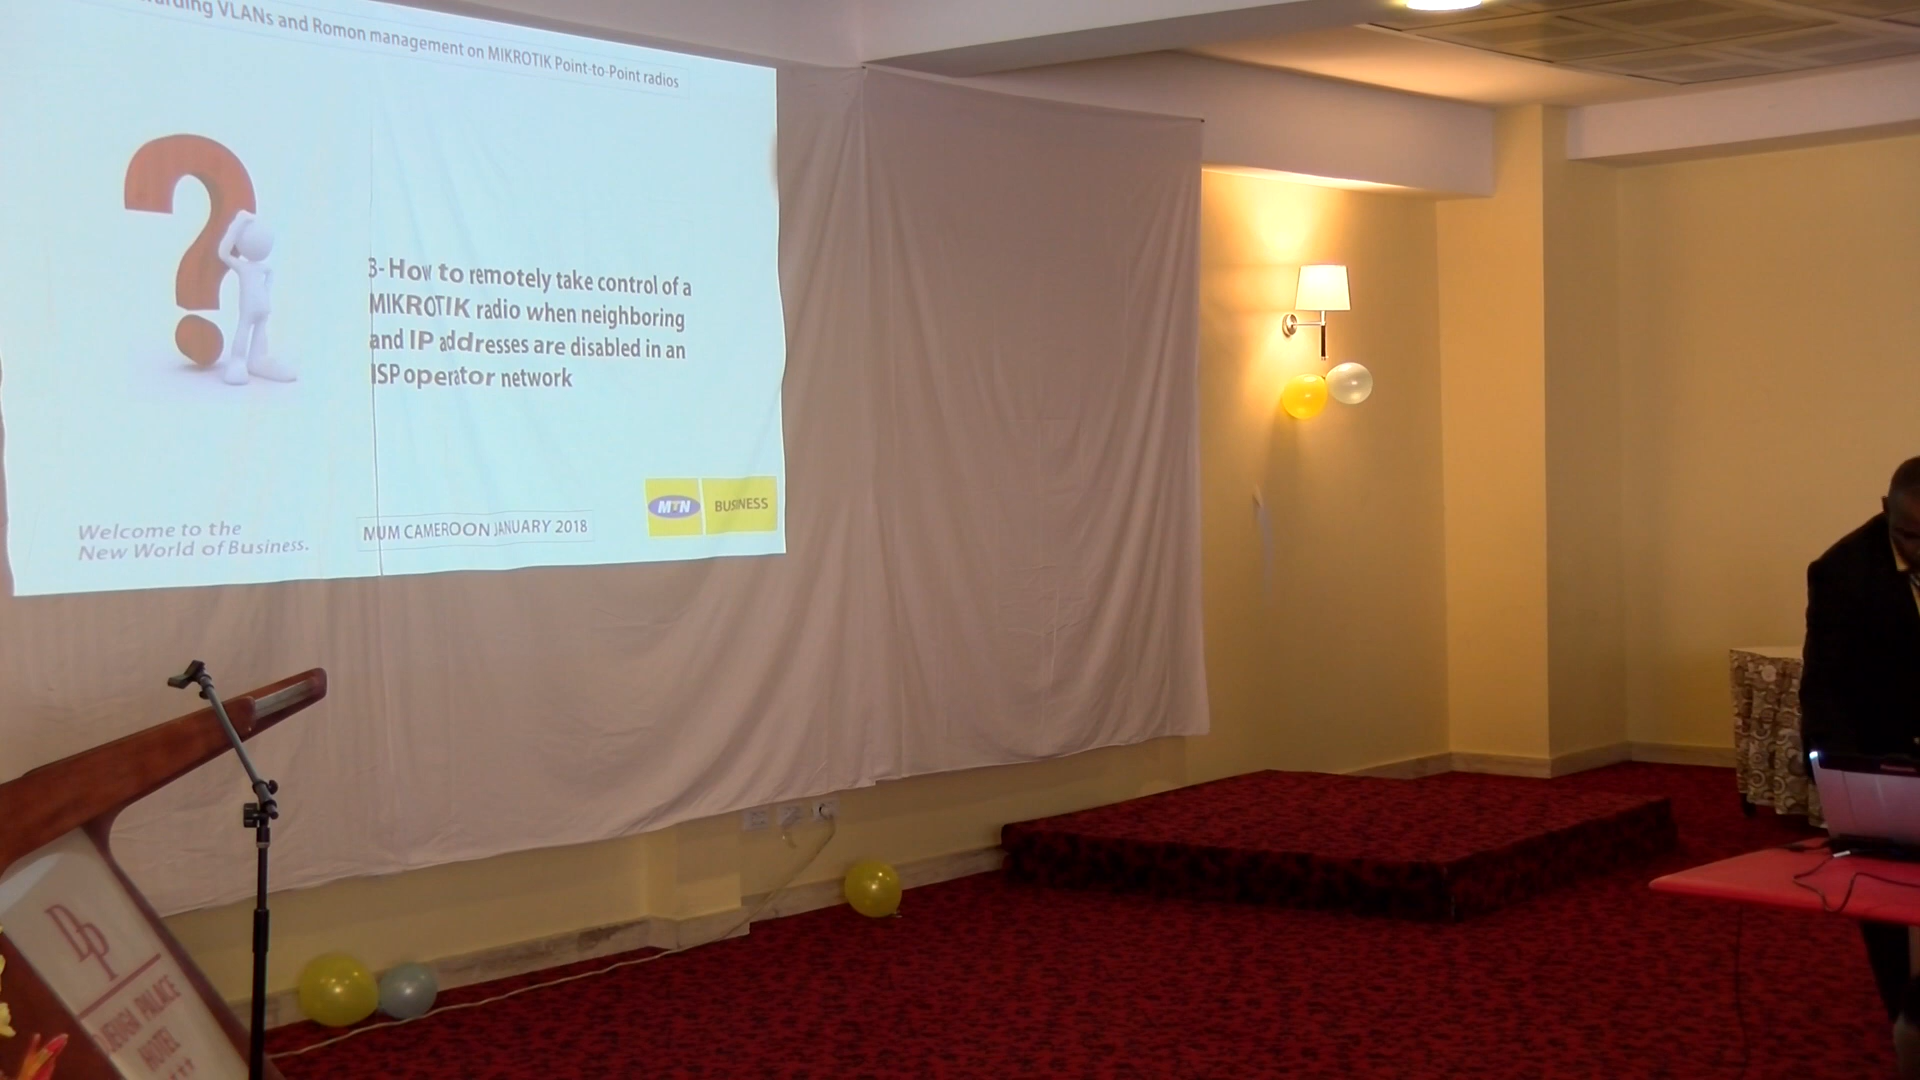 VLANs and Romon management on MIKROTIK Point-to-Point radios
3- How to remotely take control of a
MIKROTIK radio when neighboring
and IP addresses are disabled in an
ISP operator network
Welcome to the
New World of Business.
MUM CAMEROON JANUARY 2018
MTN BUSINESS
DP
DJEUGA PALACE
HOTEL